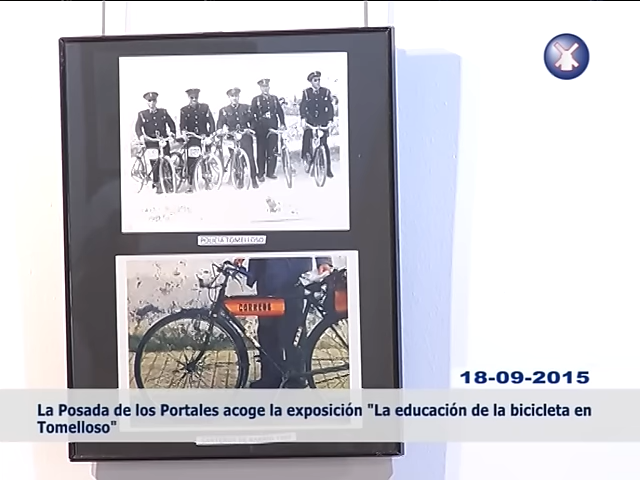 POLICIA TOMELLOSO
CORREOS
18-09-2015
La Posada de los Portales acoge la exposición "La educación de la bicicleta en
Tomelloso"